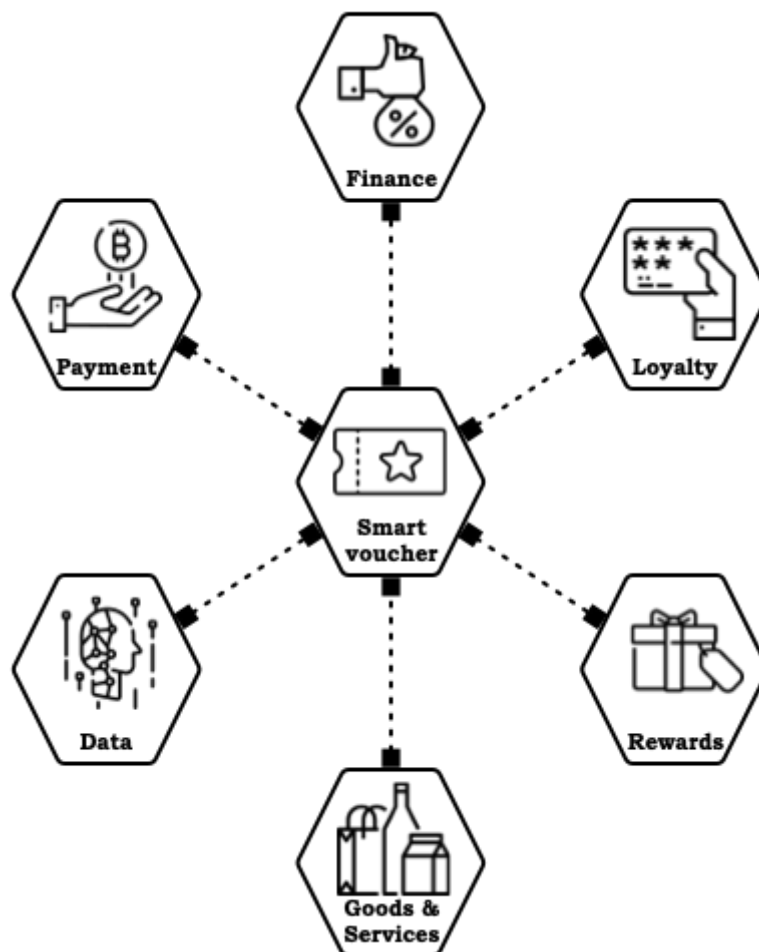 %
Finance
B
Payment
* * *
* *
Loyalty
Smart
voucher
Data
Rewards
Goods &
Services